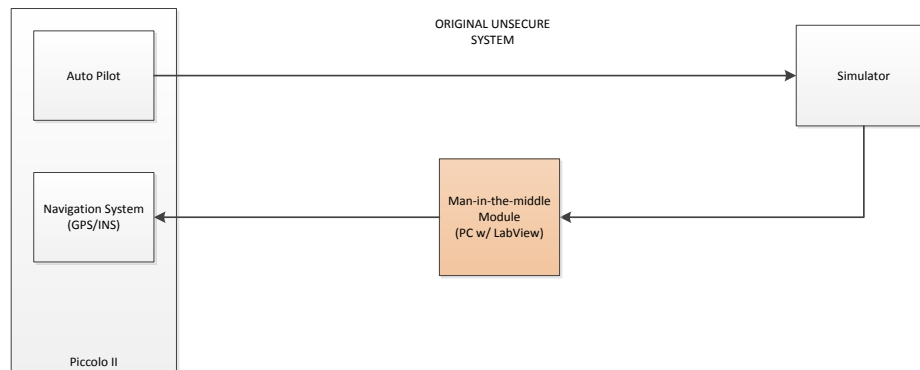 ORIGINAL UNSECURE
SYSTEM
Auto Pilot
Simulator
Man-in-the-middle
Module
(PC w/ LabView)
Navigation System
(GPS/INS)
Piccolo II